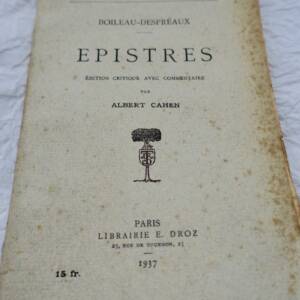 BOILEAU-DESPRÉAUX
EPISTRES
ÉDITION CRITIQUE AVEC COMMENTAIRE
PAR
ALBERT CAHEN
PARIS
LIBRAIRIE E. DROZ
25, RUE DE TOURNON, 25
1937
15 fr.